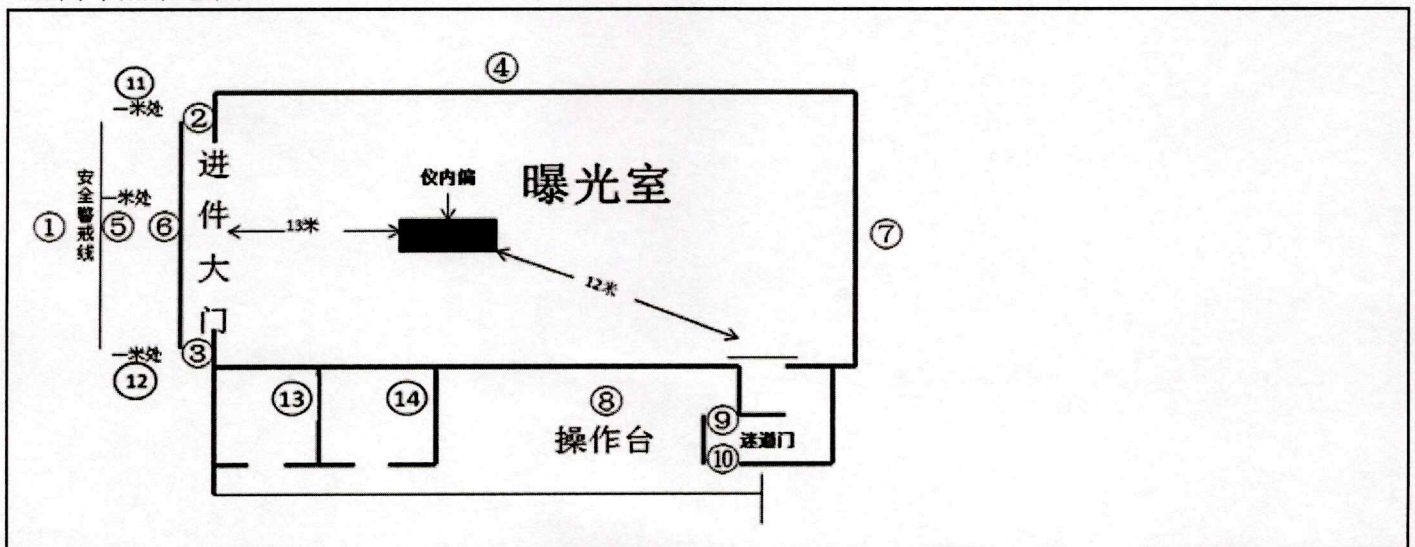 ④
⑪
一米处
②
进件大门
仪内偏
曝光室
安全警戒线
一米处
①
⑤
⑥
13米
⑦
12米
一米处
③
⑫
⑬
⑭
⑧
操作台
⑨
迷道门
⑩